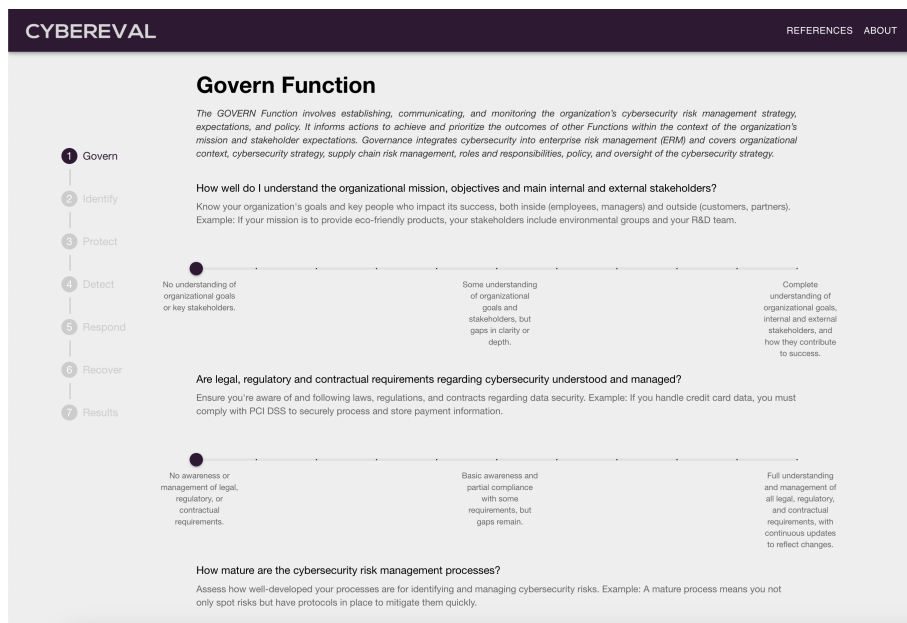 CYBEREVAL
REFERENCES ABOUT
Govern Function
The GOVERN Function involves establishing, communicating, and monitoring the organization's cybersecurity risk management strategy,
expectations, and policy. It informs actions to achieve and prioritize the outcomes of other Functions within the context of the organization's
mission and stakeholder expectations. Governance integrates cybersecurity into enterprise risk management (ERM) and covers organizational
context, cybersecurity strategy, supply chain risk management, roles and responsibilities, policy, and oversight of the cybersecurity strategy.
1 Govern
2 Identify
3 Protect
4 Detect
5 Respond
6 Recover
7 Results
How well do I understand the organizational mission, objectives and main internal and external stakeholders?
Know your organization's goals and key people who impact its success, both inside (employees, managers) and outside (customers, partners).
Example: If your mission is to provide eco-friendly products, your stakeholders include environmental groups and your R&D team.
No understanding of
organizational goals
or key stakeholders.
Some understanding
of organizational
goals and
stakeholders, but
gaps in clarity or
depth.
Complete
understanding of
organizational goals,
internal and external
stakeholders, and
how they contribute
to success.
Are legal, regulatory and contractual requirements regarding cybersecurity understood and managed?
Ensure you're aware of and following laws, regulations, and contracts regarding data security. Example: If you handle credit card data, you must
comply with PCI DSS to securely process and store payment information.
No awareness or
management of legal,
regulatory, or
contractual
requirements.
Basic awareness and
partial compliance
with some
requirements, but
gaps remain.
Full understanding
and management of
all legal, regulatory,
and contractual
requirements, with
continuous updates
to reflect changes.
How mature are the cybersecurity risk management processes?
Assess how well-developed your processes are for identifying and managing cybersecurity risks. Example: A mature process means you not
only spot risks but have protocols in place to mitigate them quickly.